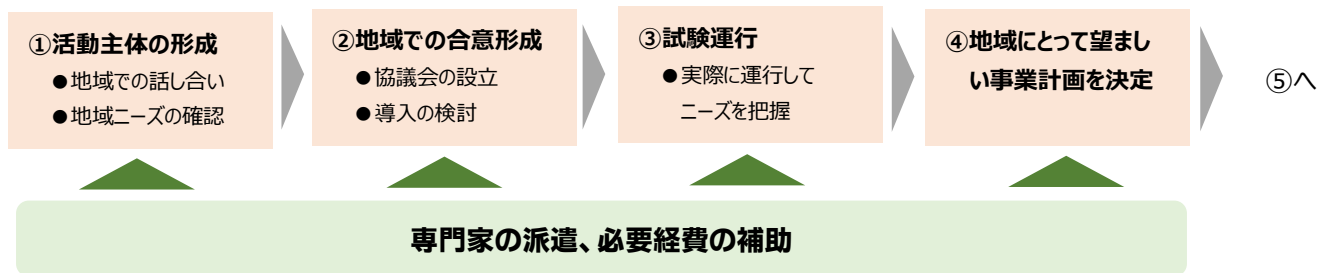 ①活動主体の形成
●地域での話し合い
●地域ニーズの確認
②地域での合意形成
●協議会の設立
●導入の検討
③試験運行
●実際に運行して
ニーズを把握
④地域にとって望まし
い事業計画を決定
⑤へ
専門家の派遣、必要経費の補助